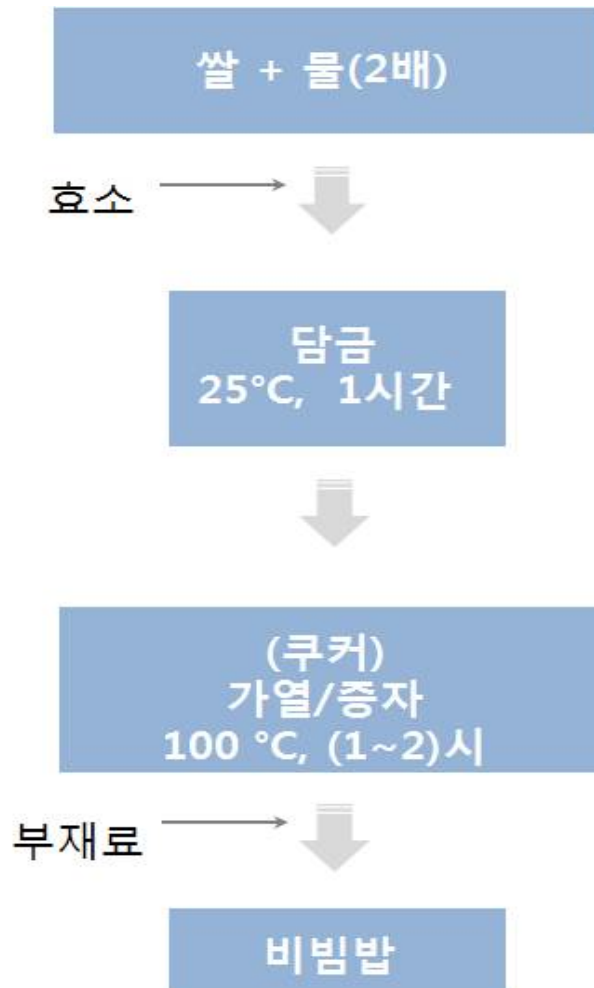 쌀 + 물(2배)
효소
담금
25°C, 1시간
(쿠커)
가열/증자
100 °C, (1~2)시
부재료
비빔밥